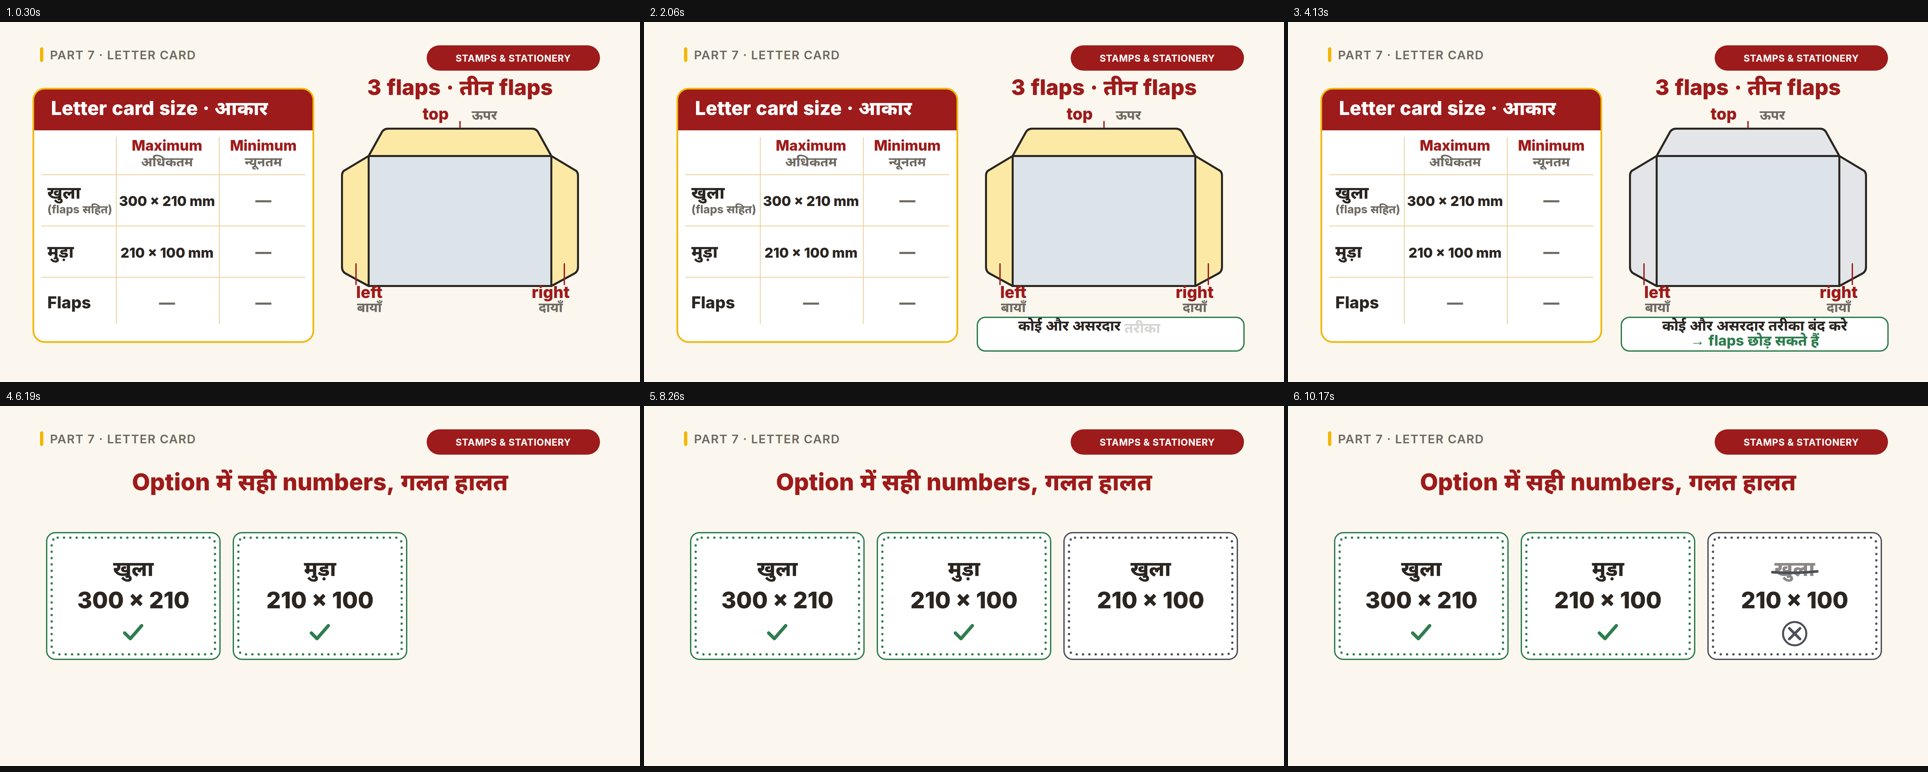 1. 0.30s
PART 7 · LETTER CARD
STAMPS & STATIONERY
3 flaps · तीन flaps
Letter card size · आकार
top ऊपर
Maximum Minimum
अधिकतम न्यूनतम
खुला
(flaps सहित)
300 × 210 mm —
मुड़ा 210 × 100 mm —
Flaps — —
left right
बायाँ दायाँ
2. 2.06s
PART 7 · LETTER CARD
STAMPS & STATIONERY
3 flaps · तीन flaps
Letter card size · आकार
top ऊपर
Maximum Minimum
अधिकतम न्यूनतम
खुला
(flaps सहित)
300 × 210 mm —
मुड़ा 210 × 100 mm —
Flaps — —
left right
बायाँ दायाँ
कोई और असरदार तरीका
3. 4.13s
PART 7 · LETTER CARD
STAMPS & STATIONERY
3 flaps · तीन flaps
Letter card size · आकार
top ऊपर
Maximum Minimum
अधिकतम न्यूनतम
खुला
(flaps सहित)
300 × 210 mm —
मुड़ा 210 × 100 mm —
Flaps — —
left right
बायाँ दायाँ
कोई और असरदार तरीका बंद करे
→ flaps छोड़ सकते हैं
4. 6.19s
PART 7 · LETTER CARD
STAMPS & STATIONERY
Option में सही numbers, गलत हालत
खुला मुड़ा
300 × 210 210 × 100
5. 8.26s
PART 7 · LETTER CARD
STAMPS & STATIONERY
Option में सही numbers, गलत हालत
खुला मुड़ा खुला
300 × 210 210 × 100 210 × 100
6. 10.17s
PART 7 · LETTER CARD
STAMPS & STATIONERY
Option में सही numbers, गलत हालत
खुला मुड़ा खुला
300 × 210 210 × 100 210 × 100